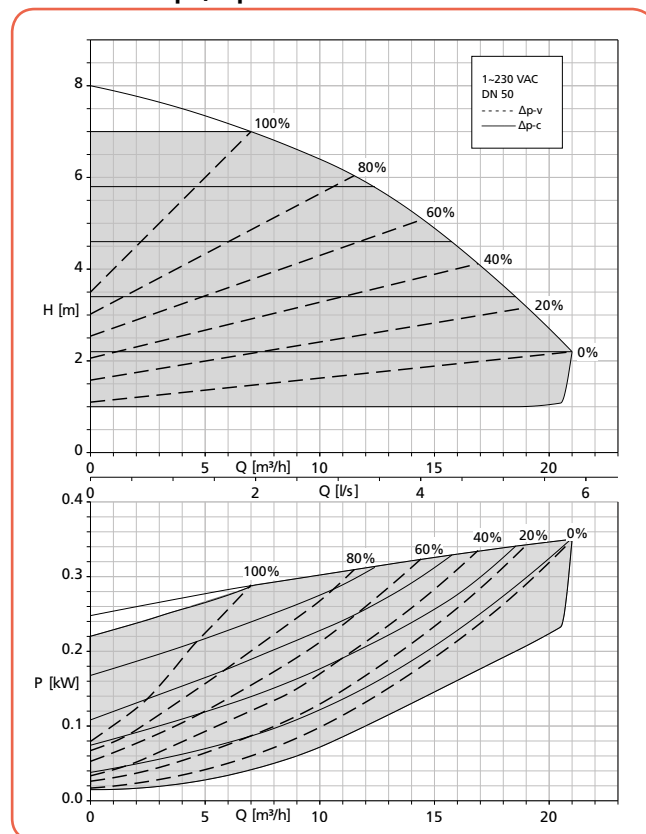 1~230 VAC
DN 50
Δp-v
Δp-c
8
6
4
2
0
H [m]
100%
80%
60%
40%
20%
0%
0 5 10 15 20
Q [m³/h]
0 2 4 6
Q [l/s]
0.4
0.3
0.2
0.1
0.0
P [kW]
100%
80%
60%
40%
20%
0%
0 5 10 15 20
Q [m³/h]